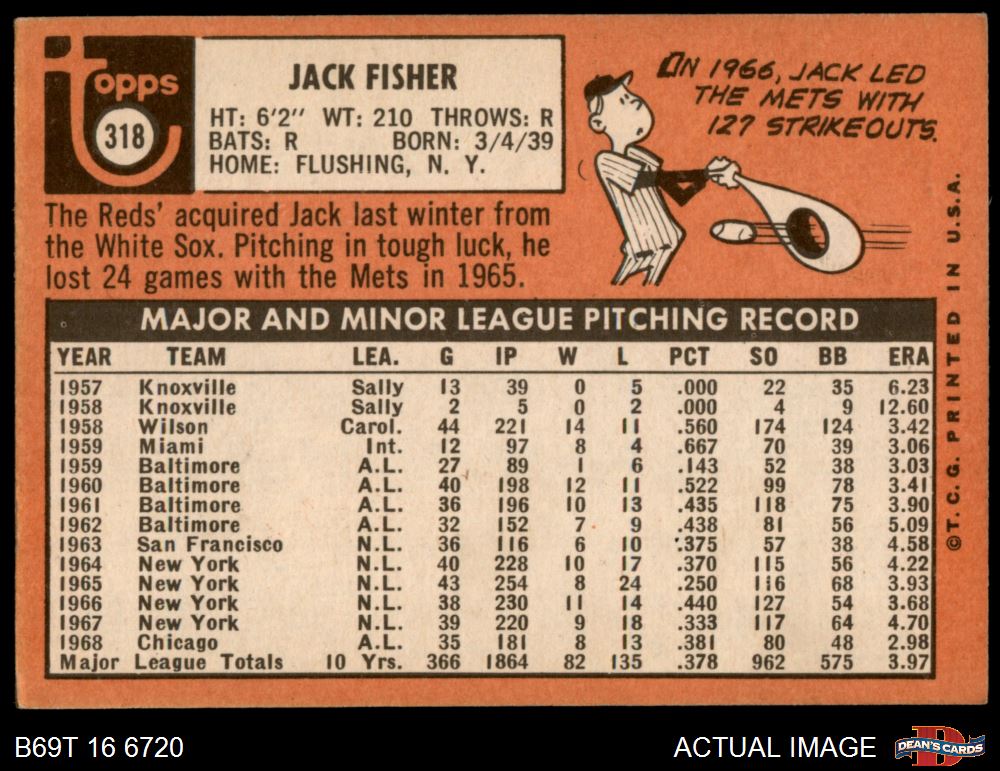 Topps
318
JACK FISHER
HT: 6'2" WT: 210 THROWS: R
BATS: R BORN: 3/4/39
HOME: FLUSHING, N. Y.
ON 1966, JACK LED
THE METS WITH
127 STRIKEOUTS.
The Reds' acquired Jack last winter from
the White Sox. Pitching in tough luck, he
lost 24 games with the Mets in 1965.
MAJOR AND MINOR LEAGUE PITCHING RECORD
YEAR TEAM LEA. G IP W L PCT SO BB ERA
1957 Knoxville Sally 13 39 0 5 .000 22 35 6.23
1958 Knoxville Sally 2 5 0 2 .000 4 9 12.60
1958 Wilson Carol. 44 221 14 11 .560 174 124 3.42
1959 Miami Int. 12 97 8 4 .667 70 39 3.06
1959 Baltimore A.L. 27 89 1 6 .143 52 38 3.03
1960 Baltimore A.L. 40 198 12 11 .522 99 78 3.41
1961 Baltimore A.L. 36 196 10 13 .435 118 75 3.90
1962 Baltimore A.L. 32 152 7 9 .438 81 56 5.09
1963 San Francisco N.L. 36 116 6 10 .375 57 38 4.58
1964 New York N.L. 40 228 10 17 .370 115 56 4.22
1965 New York N.L. 43 254 8 24 .250 116 68 3.93
1966 New York N.L. 38 230 11 14 .440 127 54 3.68
1967 New York N.L. 39 220 9 18 .333 117 64 4.70
1968 Chicago A.L. 35 181 8 13 .381 80 48 2.98
Major League Totals 10 Yrs. 366 1864 82 135 .378 962 575 3.97
©T.C.G. PRINTED IN U.S.A.
B69T 16 6720
ACTUAL IMAGE
D
DEAN'S CARDS